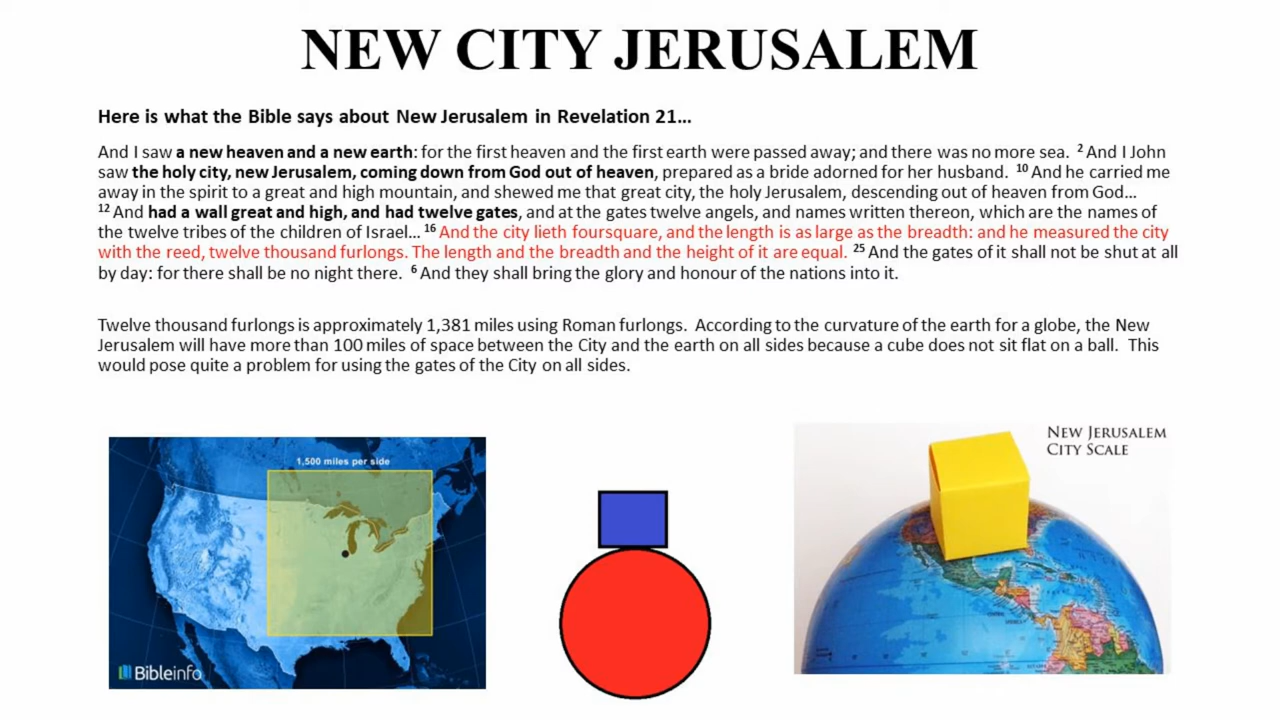 NEW CITY JERUSALEM
Here is what the Bible says about New Jerusalem in Revelation 21...
And I saw a new heaven and a new earth: for the first heaven and the first earth were passed away; and there was no more sea. 2 And I John
saw the holy city, new Jerusalem, coming down from God out of heaven, prepared as a bride adorned for her husband. 10 And he carried me
away in the spirit to a great and high mountain, and shewed me that great city, the holy Jerusalem, descending out of heaven from God...
12 And had a wall great and high, and had twelve gates, and at the gates twelve angels, and names written thereon, which are the names of
the twelve tribes of the children of Israel... 16 And the city lieth foursquare, and the length is as large as the breadth: and he measured the city
with the reed, twelve thousand furlongs. The length and the breadth and the height of it are equal. 25 And the gates of it shall not be shut at all
by day: for there shall be no night there. 6 And they shall bring the glory and honour of the nations into it.
Twelve thousand furlongs is approximately 1,381 miles using Roman furlongs. According to the curvature of the earth for a globe, the New
Jerusalem will have more than 100 miles of space between the City and the earth on all sides because a cube does not sit flat on a ball. This
would pose quite a problem for using the gates of the City on all sides.
1,500 miles per side
Bibleinfo
NEW JERUSALEM
CITY SCALE